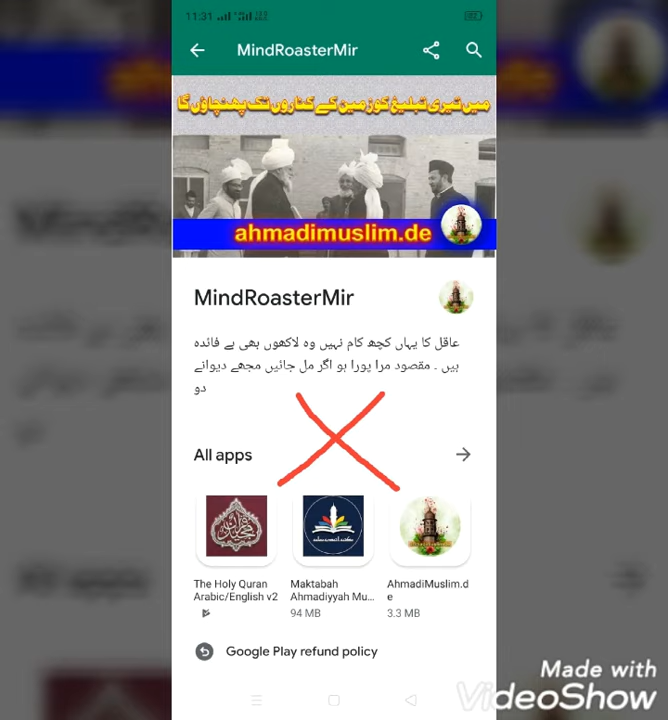 11:31
MindRoasterMir
میں تیری تبلیغ کو زمین کے کناروں تک پہنچاؤں گا
ahmadimuslim.de
MindRoasterMir
عاقل کا یہاں کچھ کام نہیں وہ لاکھوں بھی بے فائدہ
ہیں ۔ مقصود مرا پورا ہو اگر مل جائیں مجھے دیوانے
دو
All apps
The Holy Quran
Arabic/English v2
Maktabah
Ahmadiyyah Mu...
94 MB
AhmadiMuslim.d
e
3.3 MB
Google Play refund policy
Made with
VideoShow